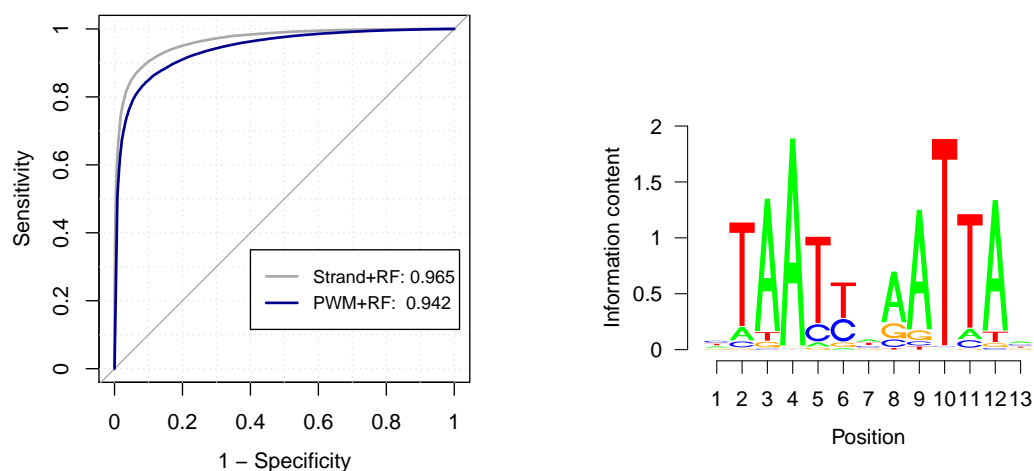 Sensitivity
1
0.8
0.6
0.4
0.2
0
Strand+RF: 0.965
PWM+RF: 0.942
0 0.2 0.4 0.6 0.8 1
1 − Specificity
Information content
2
1.5
1
0.5
0
T A A T T A A T T A
A T C C G G A T
1 2 3 4 5 6 7 8 9 10 11 12 13
Position